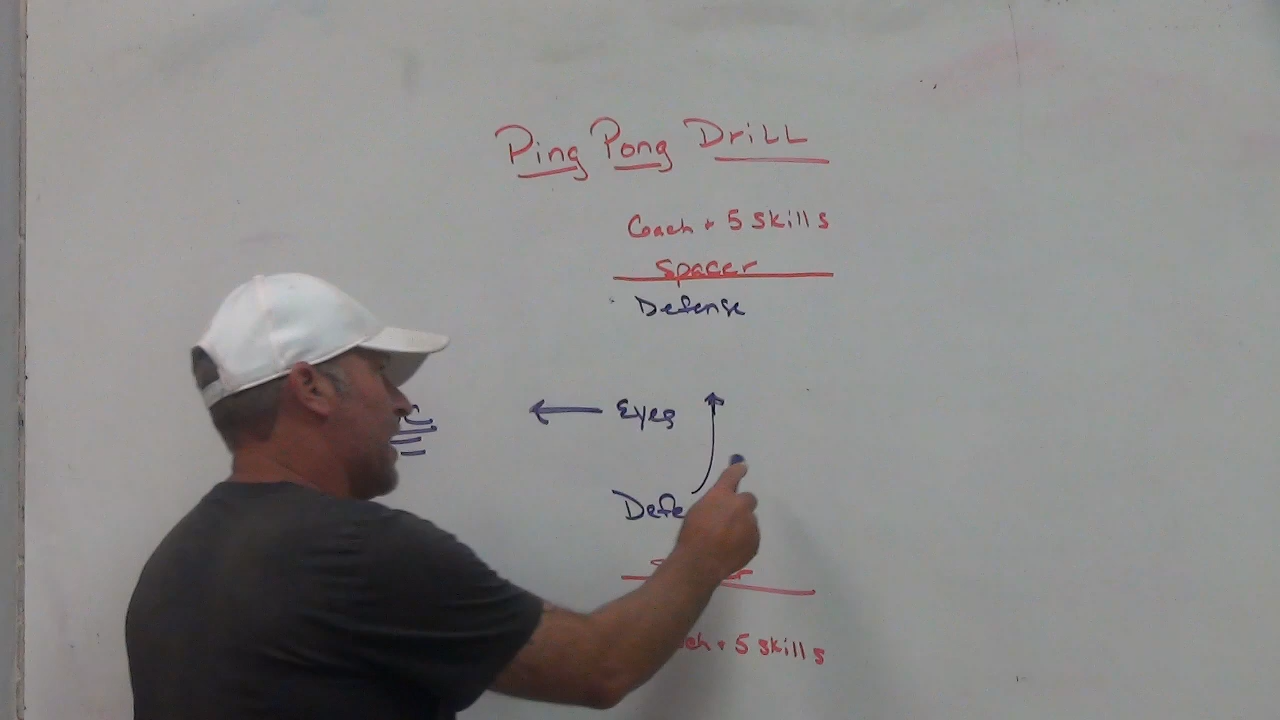 Ping Pong Drill
Coach + 5 skills
Spacer
Defense
Eyes
Defe
5 skills